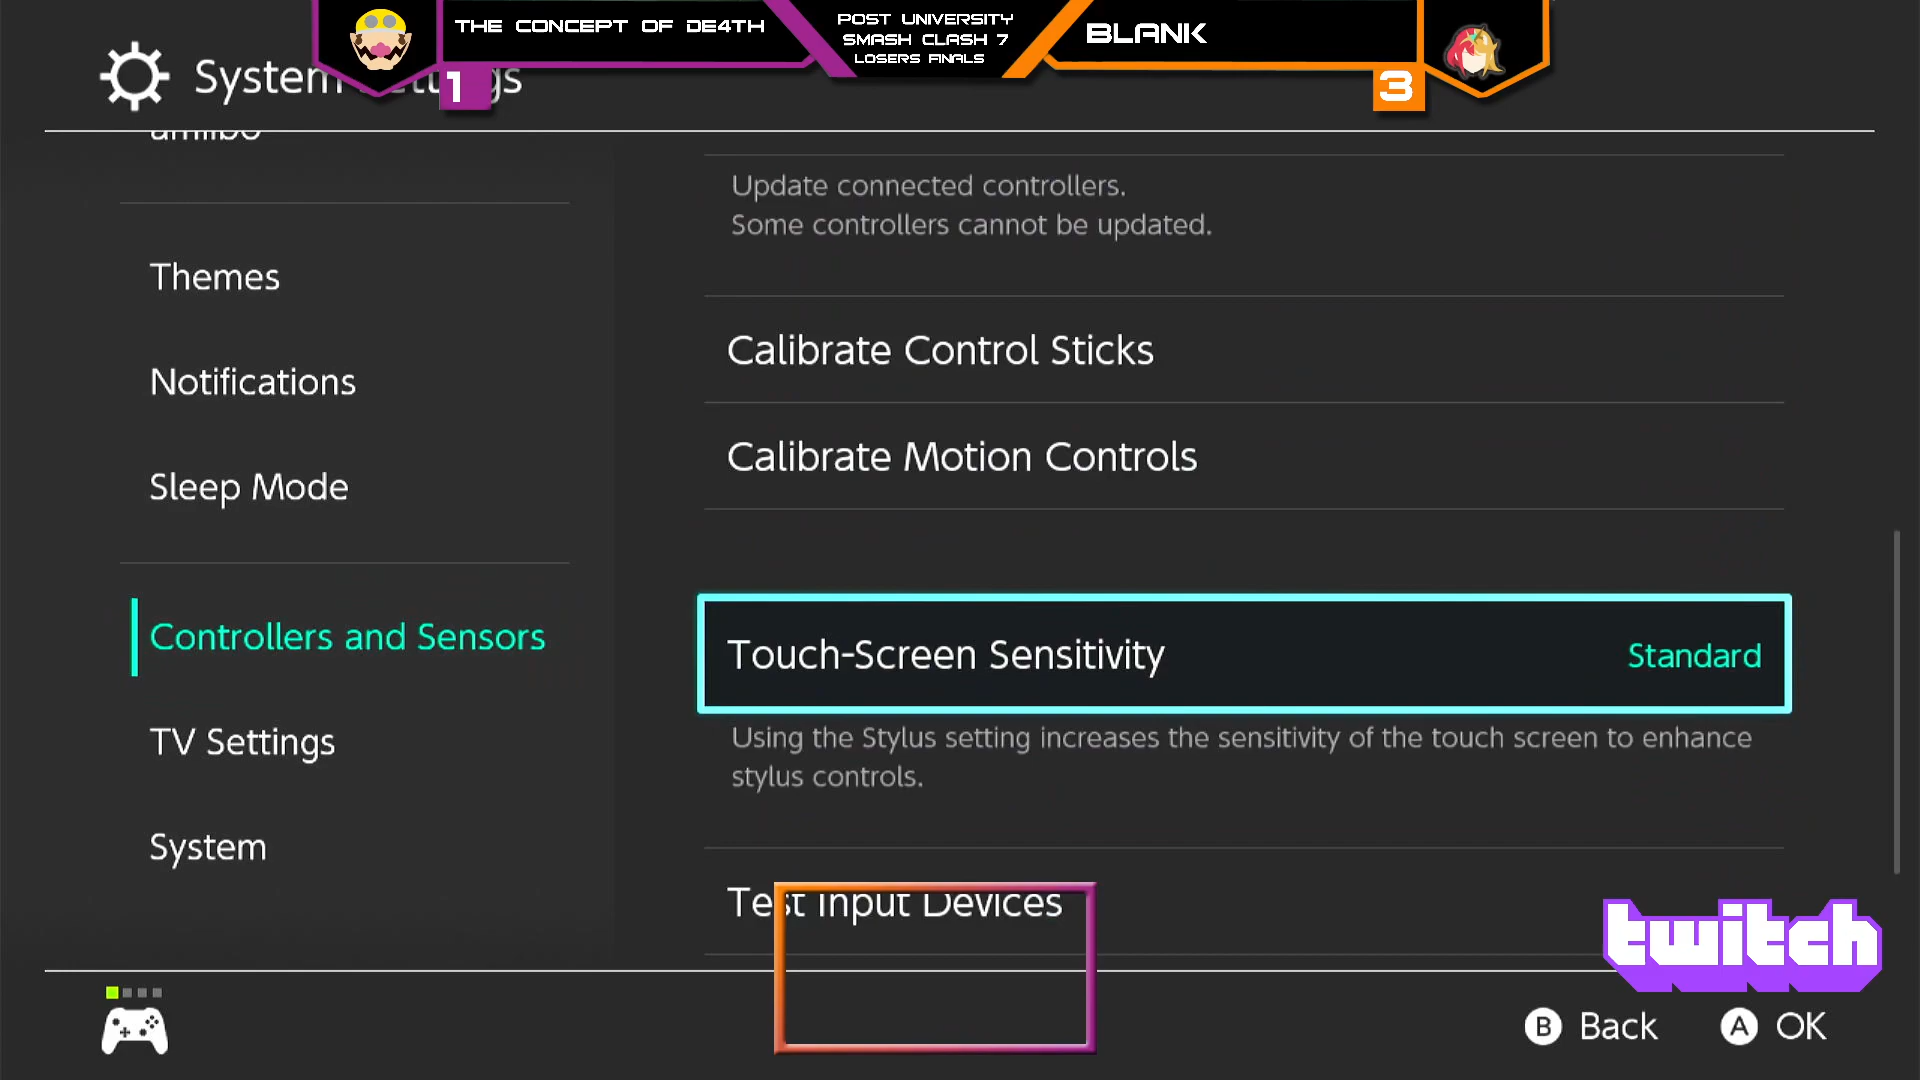 THE CONCEPT OF DE4TH
1
POST UNIVERSITY
SMASH CLASH 7
LOSERS FINALS
BLANK
3
System Settings
amiibo
Themes
Notifications
Sleep Mode
Controllers and Sensors
TV Settings
System
Update connected controllers.
Some controllers cannot be updated.
Calibrate Control Sticks
Calibrate Motion Controls
Touch-Screen Sensitivity
Standard
Using the Stylus setting increases the sensitivity of the touch screen to enhance
stylus controls.
Test Input Devices
twitch
B Back
A OK